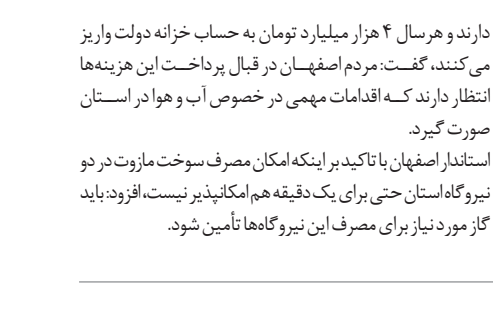 دارند و هر سال ۴ هزار میلیارد تومان به حساب خزانه دولت واریز
می‌کنند، گفت: مردم اصفهان در قبال پرداخت این هزینه‌ها
انتظار دارند که اقدامات مهمی در خصوص آب و هوا در استان
صورت گیرد.
استاندار اصفهان با تاکید بر اینکه امکان مصرف سوخت مازوت در دو
نیروگاه استان حتی برای یک دقیقه هم امکانپذیر نیست، افزود: باید
گاز مورد نیاز برای مصرف این نیروگاه‌ها تأمین شود.